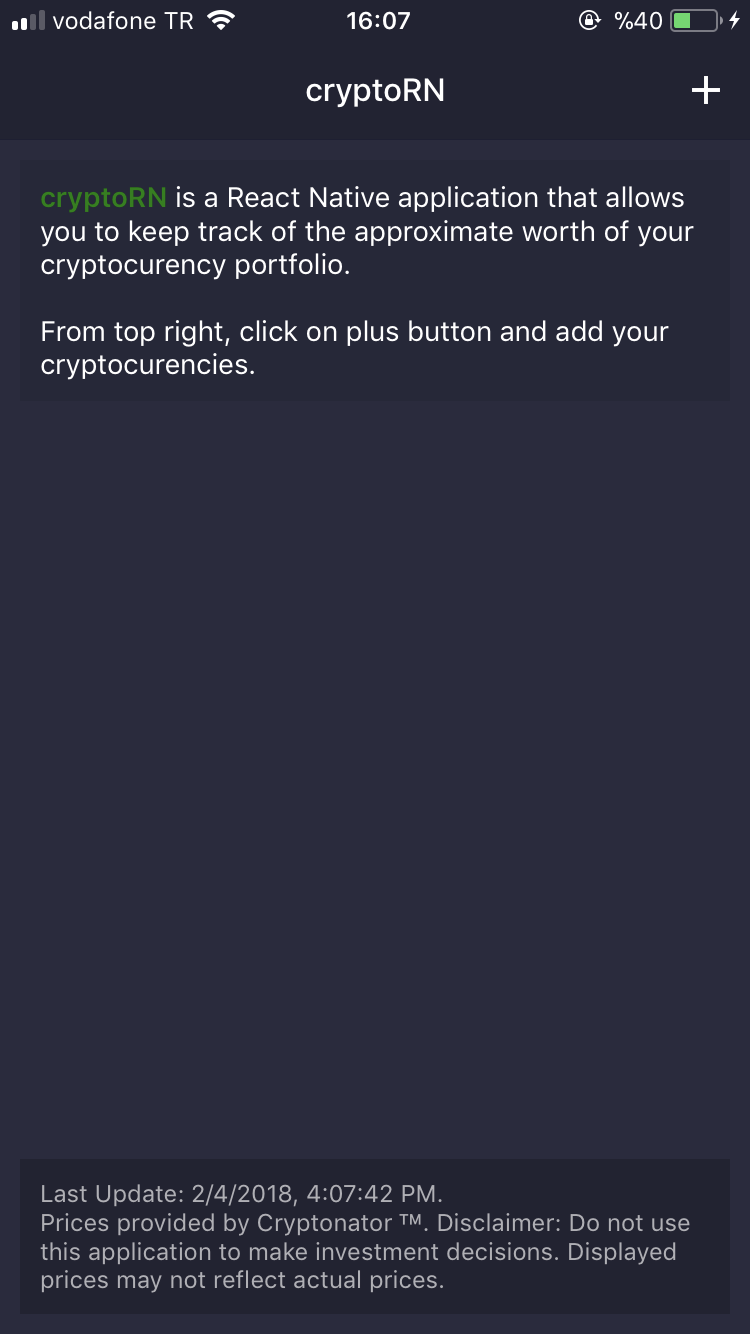 vodafone TR 16:07 %40
cryptoRN +
cryptoRN is a React Native application that allows
you to keep track of the approximate worth of your
cryptocurency portfolio.
From top right, click on plus button and add your
cryptocurencies.
Last Update: 2/4/2018, 4:07:42 PM.
Prices provided by Cryptonator ™. Disclaimer: Do not use
this application to make investment decisions. Displayed
prices may not reflect actual prices.